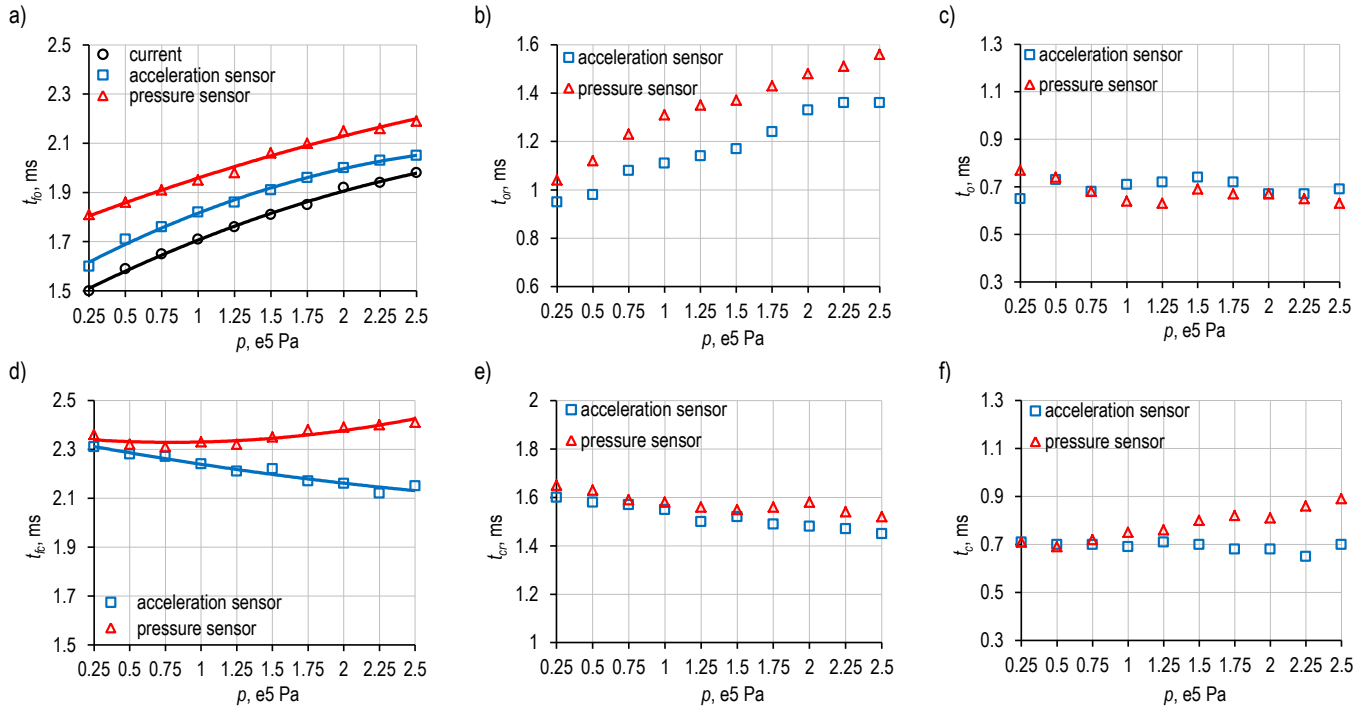 a)
2.5
2.3
2.1
1.9
1.7
1.5
current
acceleration sensor
pressure sensor
tfo, ms
0.25 0.5 0.75 1 1.25 1.5 1.75 2 2.25 2.5
p, e5 Pa
b)
1.6
1.4
1.2
1
0.8
0.6
acceleration sensor
pressure sensor
tor, ms
0.25 0.5 0.75 1 1.25 1.5 1.75 2 2.25 2.5
p, e5 Pa
c)
1.3
1.1
0.9
0.7
0.5
0.3
acceleration sensor
pressure sensor
to, ms
0.25 0.5 0.75 1 1.25 1.5 1.75 2 2.25 2.5
p, e5 Pa
d)
2.5
2.3
2.1
1.9
1.7
1.5
acceleration sensor
pressure sensor
tfc, ms
0.25 0.5 0.75 1 1.25 1.5 1.75 2 2.25 2.5
p, e5 Pa
e)
2
1.8
1.6
1.4
1.2
1
acceleration sensor
pressure sensor
tcr, ms
0.25 0.5 0.75 1 1.25 1.5 1.75 2 2.25 2.5
p, e5 Pa
f)
1.3
1.1
0.9
0.7
0.5
0.3
acceleration sensor
pressure sensor
tc, ms
0.25 0.5 0.75 1 1.25 1.5 1.75 2 2.25 2.5
p, e5 Pa